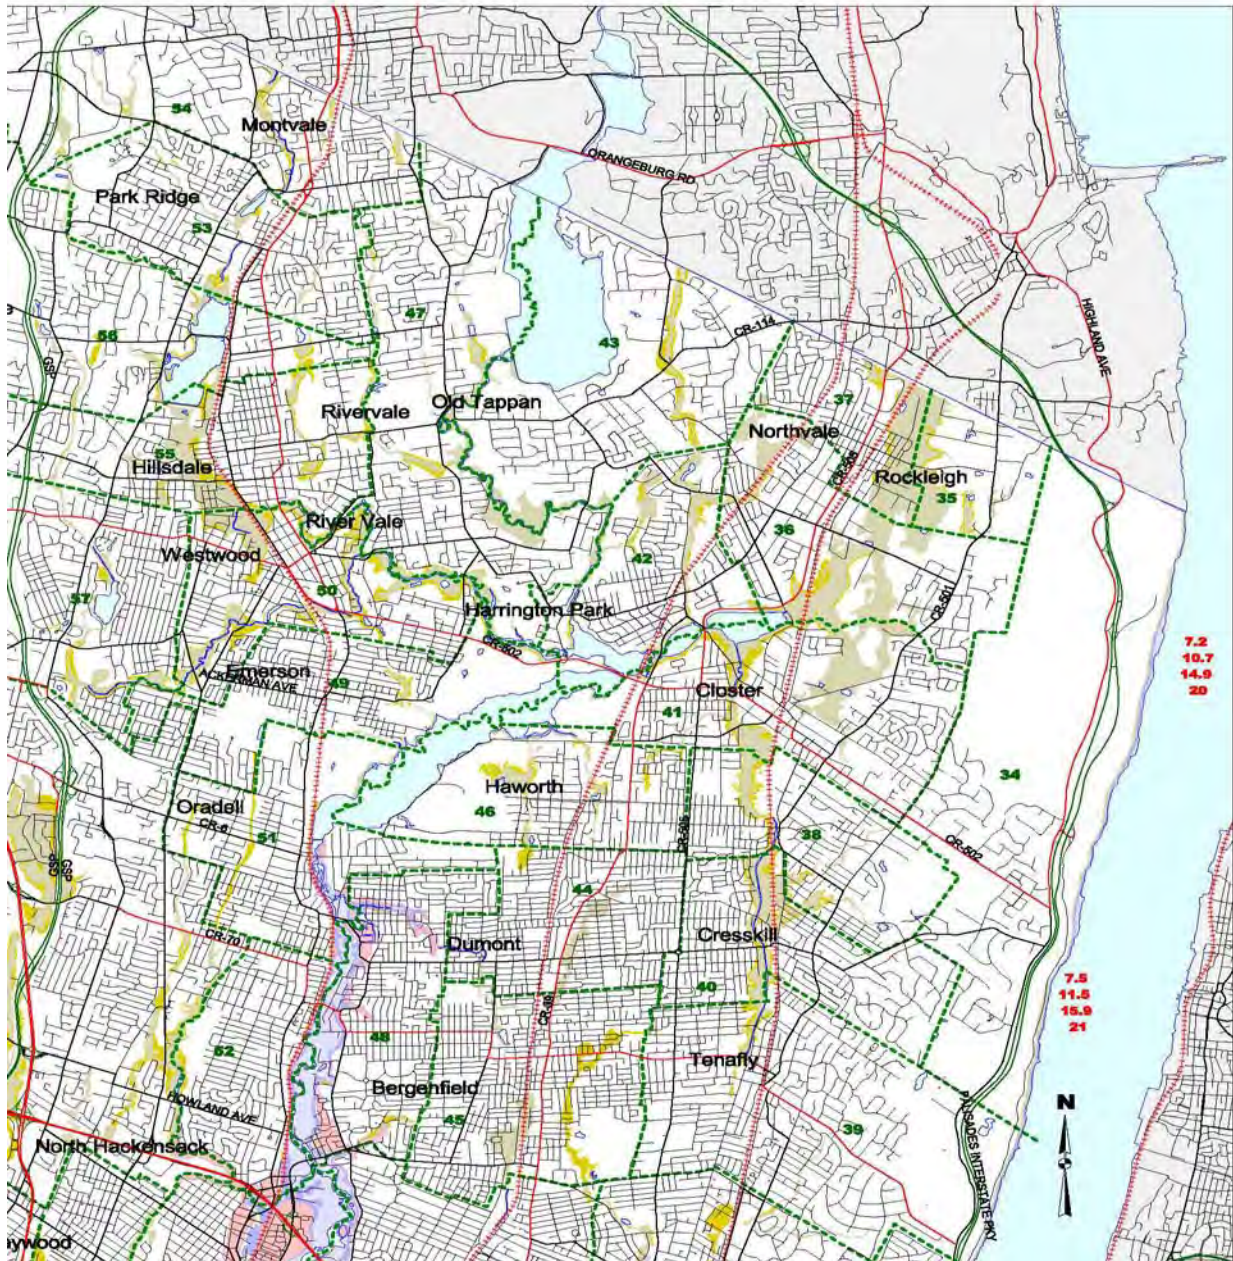 54
Montvale
ORANGEBURG RD
Park Ridge
53
HIGHLAND AVE
47
43
CR-114
56
GSP
37
Rivervale
Old Tappan
Northvale
55
Hillsdale
CR-505
Rockleigh
35
River Vale
36
Westwood
42
50
57
Harrington Park
CR-501
CR-502
Emerson
ACKERMAN AVE
49
Closter
41
7.2
10.7
14.9
20
34
Haworth
46
Oradell
CR-6
51
CR-505
38
CR-502
GSP
GSP
44
CR-70
Dumont
Cresskill
40
7.5
11.5
15.9
21
48
52
Tenafly
Bergenfield
45
HOWLAND AVE
39
N
PALISADES INTERSTATE PKY
North Hackensack
aywood